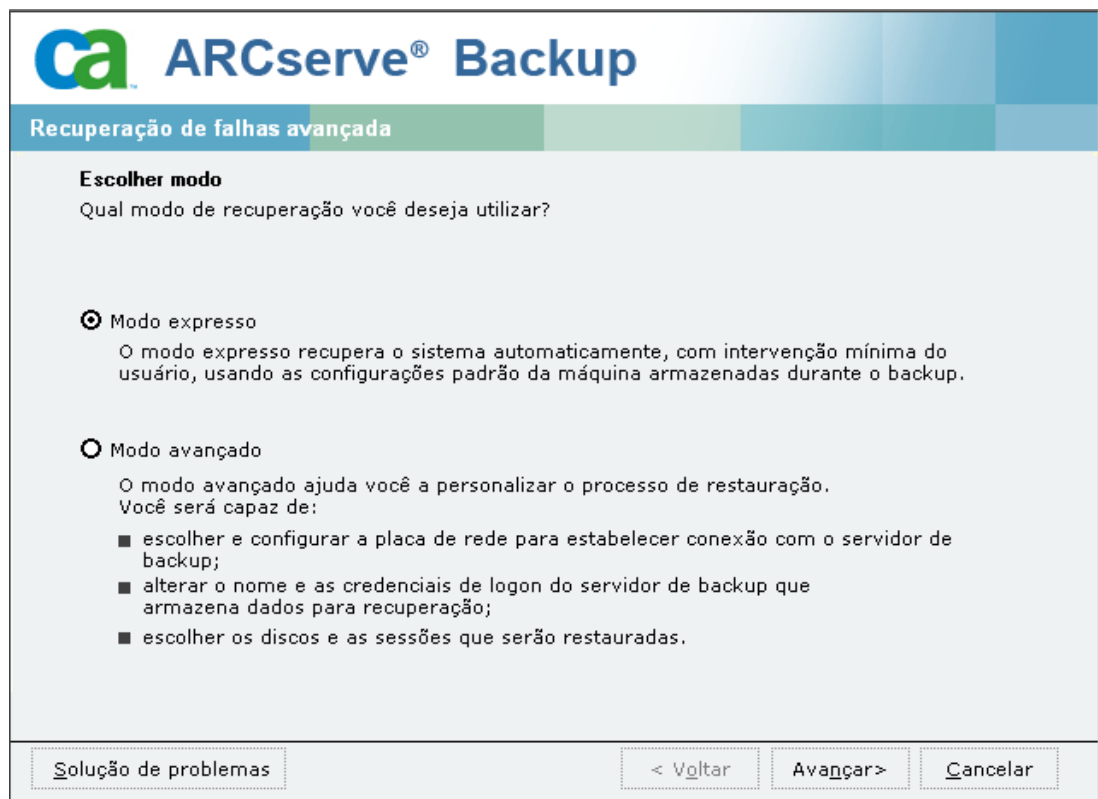 ca ARCserve® Backup
Recuperação de falhas avançada
Escolher modo
Qual modo de recuperação você deseja utilizar?
Modo expresso
O modo expresso recupera o sistema automaticamente, com intervenção mínima do
usuário, usando as configurações padrão da máquina armazenadas durante o backup.
Modo avançado
O modo avançado ajuda você a personalizar o processo de restauração.
Você será capaz de:
escolher e configurar a placa de rede para estabelecer conexão com o servidor de
backup;
alterar o nome e as credenciais de logon do servidor de backup que
armazena dados para recuperação;
escolher os discos e as sessões que serão restauradas.
Solução de problemas < Voltar Avançar> Cancelar